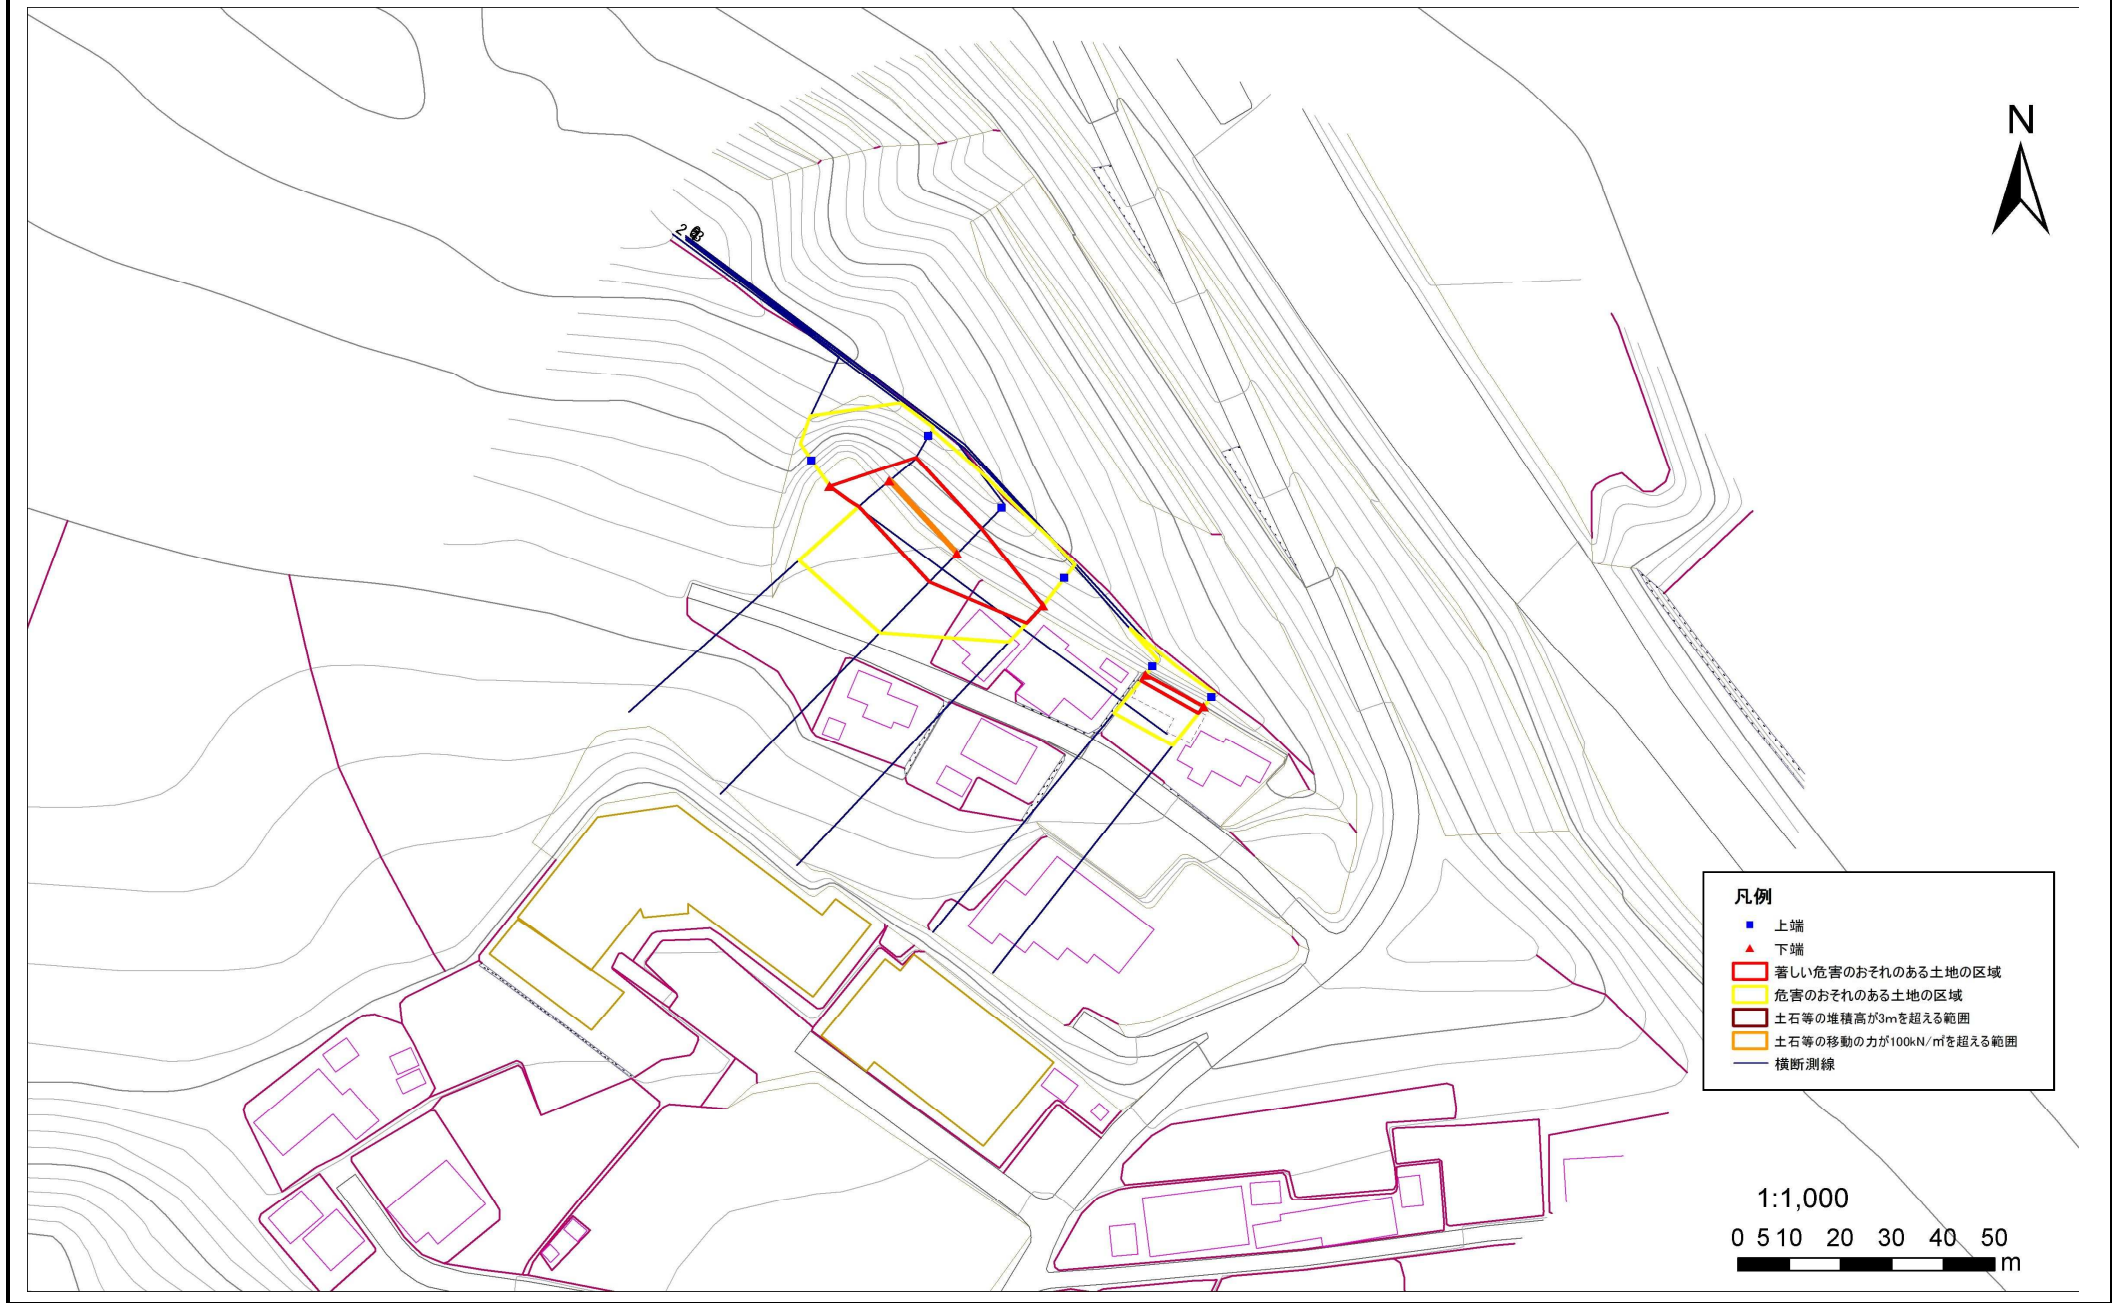 N
2
凡例
上端
下端
著しい危害のおそれのある土地の区域
危害のおそれのある土地の区域
土石等の堆積高が3mを超える範囲
土石等の移動の力が100kN/㎡を超える範囲
横断測線
1:1,000
0 5 10 20 30 40 50
m